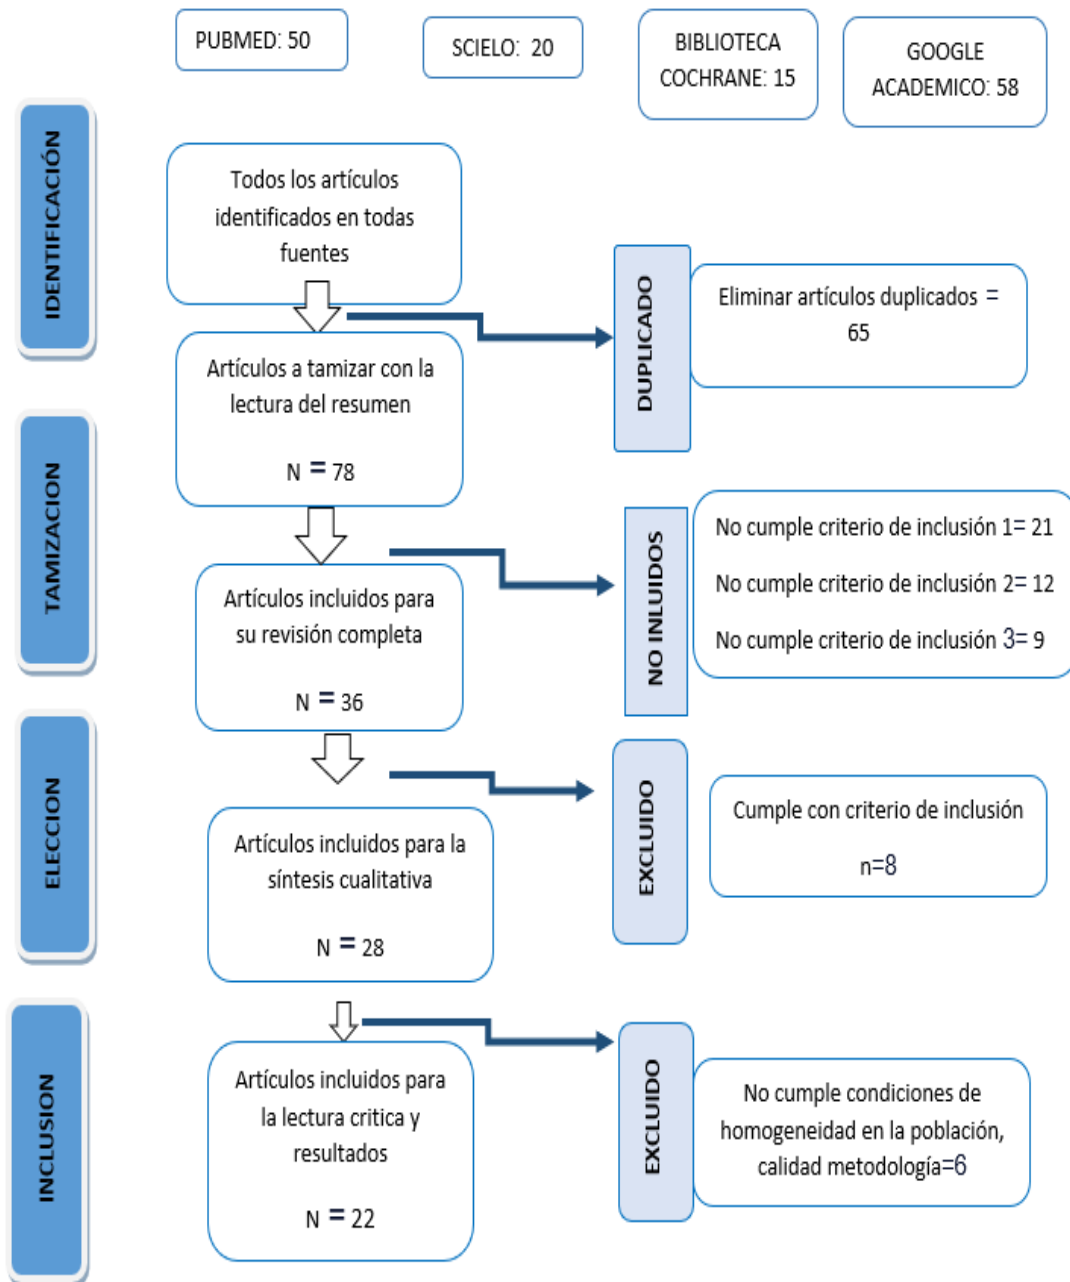 PUBMED: 50
SCIELO: 20
BIBLIOTECA
COCHRANE: 15
GOOGLE
ACADEMICO: 58
IDENTIFICACIÓN
Todos los artículos
identificados en todas
fuentes
DUPLICADO
Eliminar artículos duplicados =
65
Artículos a tamizar con la
lectura del resumen
N = 78
TAMIZACION
NO INLUIDOS
No cumple criterio de inclusión 1= 21
No cumple criterio de inclusión 2= 12
No cumple criterio de inclusión 3= 9
Artículos incluidos para
su revisión completa
N = 36
ELECCION
EXCLUIDO
Cumple con criterio de inclusión
n=8
Artículos incluidos para la
síntesis cualitativa
N = 28
INCLUSION
EXCLUIDO
No cumple condiciones de
homogeneidad en la población,
calidad metodología=6
Artículos incluidos para
la lectura critica y
resultados
N = 22